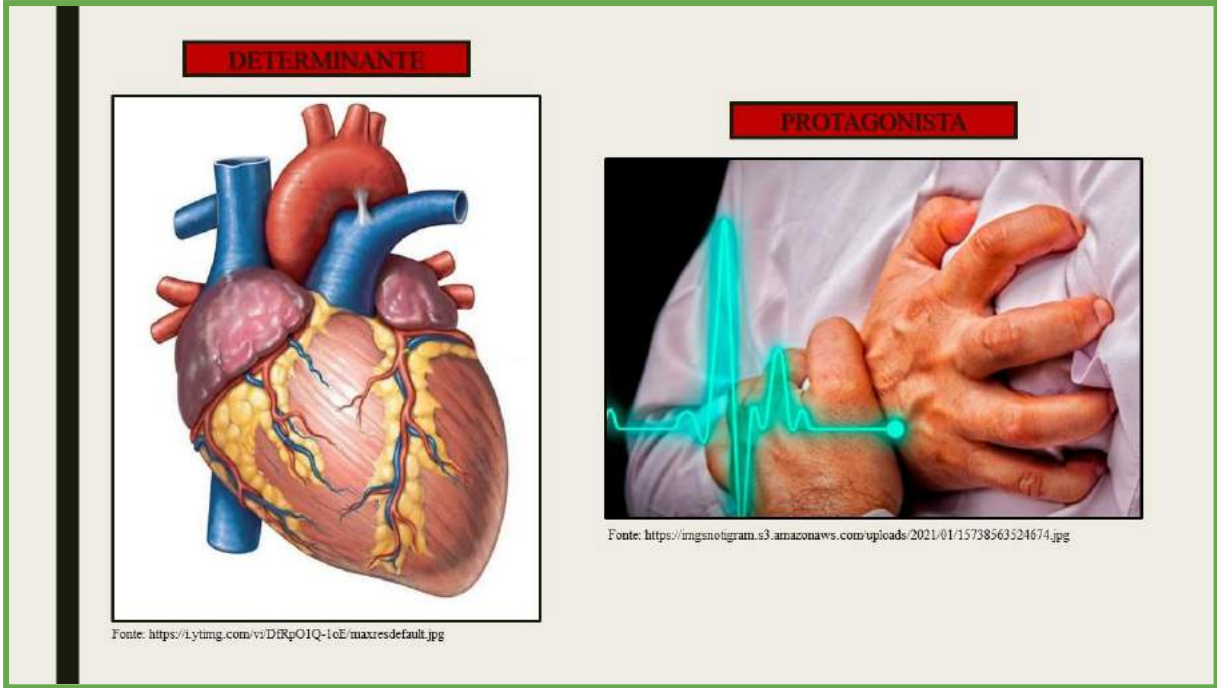 DETERMINANTE
PROTAGONISTA
Fonte: https://imgsnotigram.s3.amazonaws.com/uploads/2021/01/15738563524674.jpg
Fonte: https://i.ytimg.com/vi/DfRpO1Q-1oE/maxresdefault.jpg